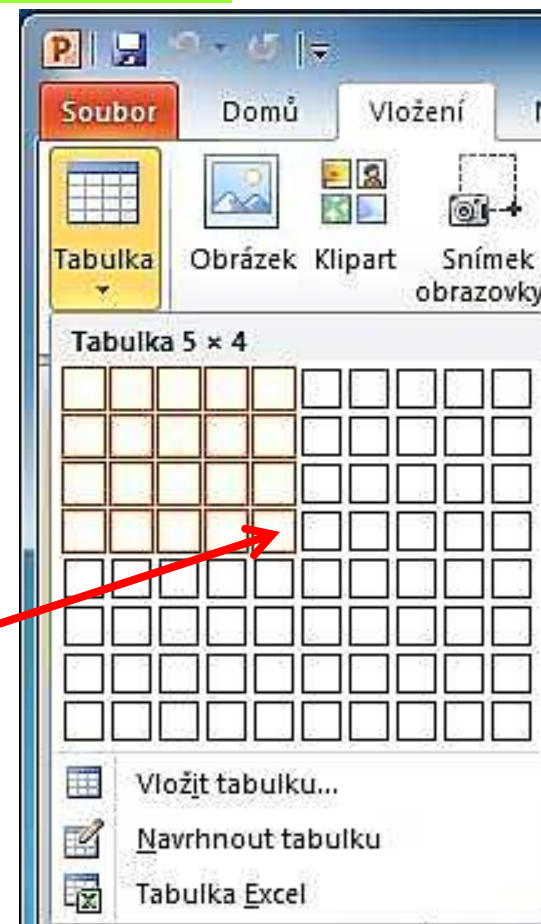 Soubor Domů Vložení
Tabulka Obrázek Klipart Snímek obrazovky
Tabulka 5 × 4
Vložit tabulku...
Navrhnout tabulku
Tabulka Excel